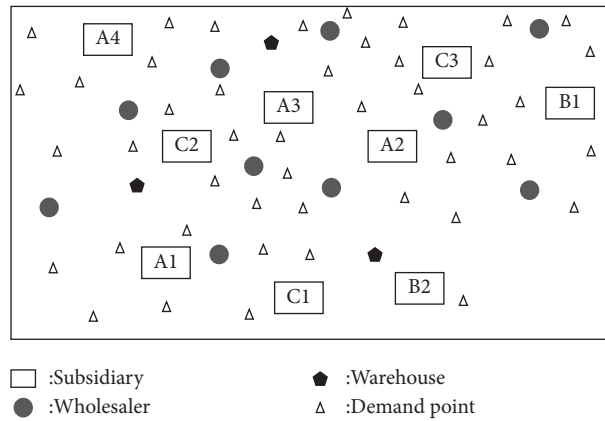 A4
C3
B1
A3
C2
A2
A1
B2
C1
:Subsidiary
:Warehouse
:Wholesaler
:Demand point